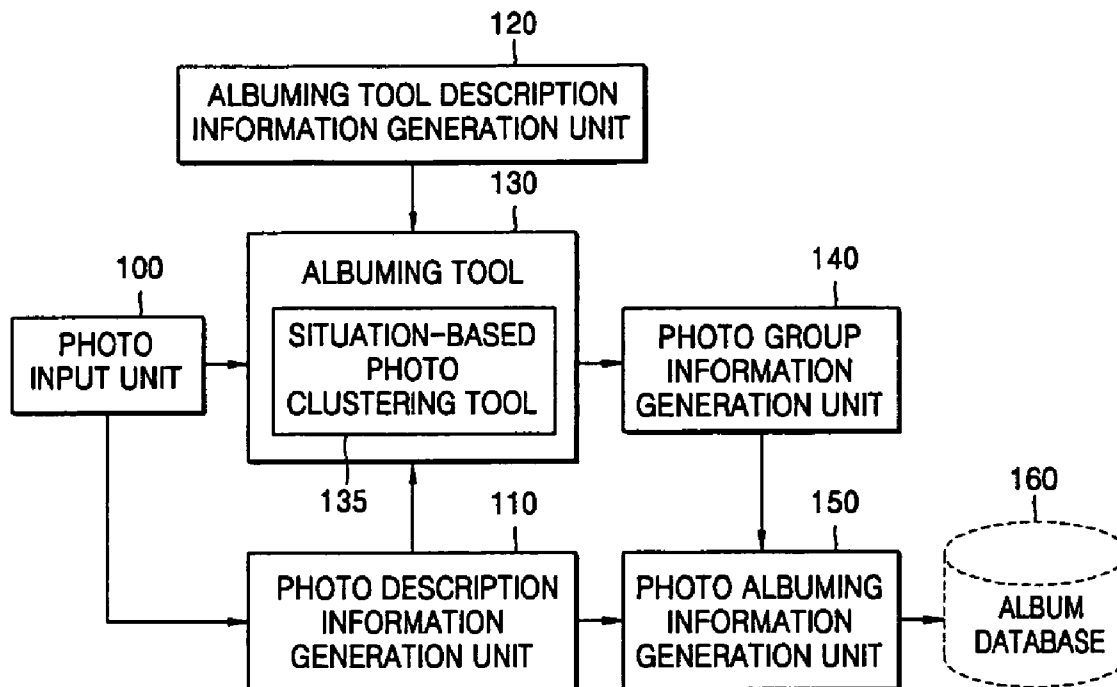 120
ALBUMING TOOL DESCRIPTION
INFORMATION GENERATION UNIT
130
ALBUMING TOOL
100
PHOTO
INPUT UNIT
SITUATION-BASED
PHOTO
CLUSTERING TOOL
140
PHOTO GROUP
INFORMATION
GENERATION UNIT
135
110
PHOTO DESCRIPTION
INFORMATION
GENERATION UNIT
150
PHOTO ALBUMING
INFORMATION
GENERATION UNIT
160
ALBUM
DATABASE